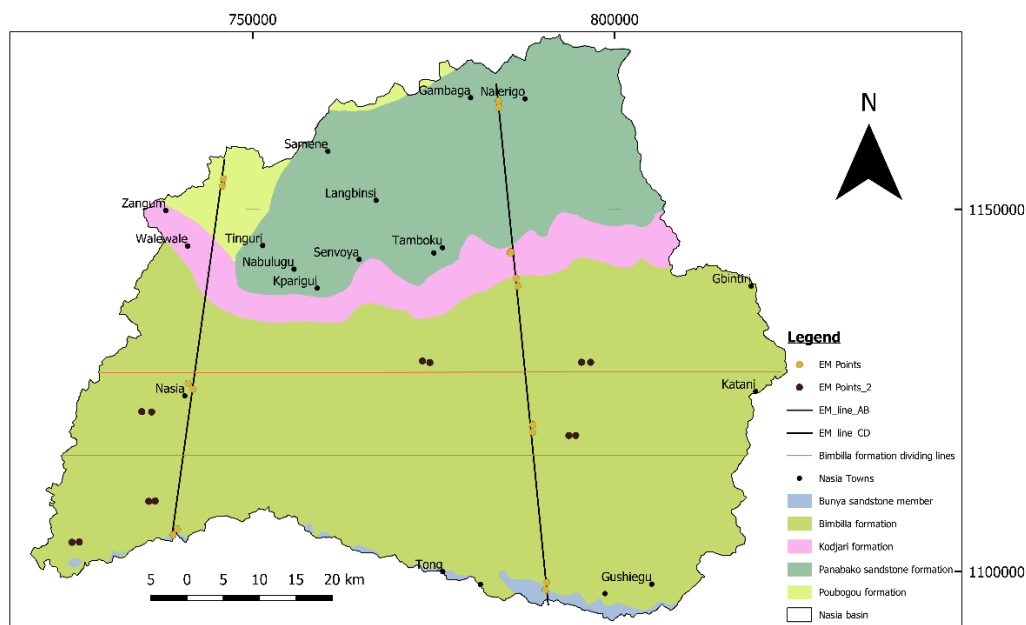 750000
800000
Gambaga
Nalerigo
N
Samene
Langbinsi
Zangum
1150000
Walewale
Tinguri
Tamboku
Senvoya
Nabulugu
Kparigui
Gbintiri
Legend
EM Points
Nasia
Katani
EM Points_2
EM_line_AB
EM_line_CD
Bimbilla formation dividing lines
Nasia Towns
Bunya sandstone member
Bimbilla formation
Kodjari formation
Tong
Gushiegu
Panabako sandstone formation
1100000
5 0 5 10 15 20 km
Poubogou formation
Nasia basin